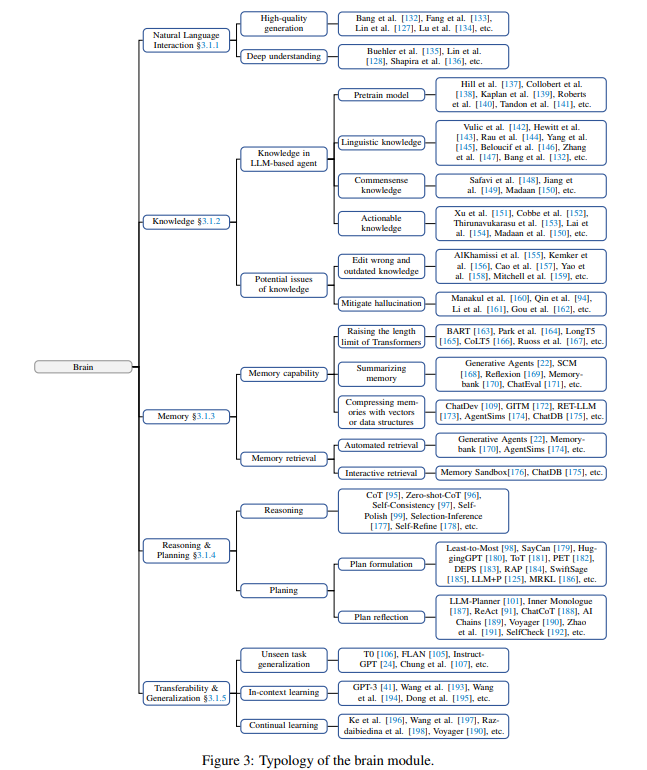 High-quality
generation
Bang et al. [132], Fang et al. [133],
Lin et al. [127], Lu et al. [134], etc.
Natural Language
Interaction §3.1.1
Deep understanding
Buehler et al. [135], Lin et al.
[128], Shapira et al. [136], etc.
Pretrain model
Hill et al. [137], Collobert et al.
[138], Kaplan et al. [139], Roberts
et al. [140], Tandon et al. [141], etc.
Knowledge in
LLM-based agent
Linguistic knowledge
Vulic et al. [142], Hewitt et al.
[143], Rau et al. [144], Yang et al.
[145], Beloucif et al. [146], Zhang
et al. [147], Bang et al. [132], etc.
Commensense
knowledge
Safavi et al. [148], Jiang et
al. [149], Madaan [150], etc.
Knowledge §3.1.2
Actionable
knowledge
Xu et al. [151], Cobbe et al. [152],
Thirunavukarasu et al. [153], Lai et
al. [154], Madaan et al. [150], etc.
Potential issues
of knowledge
Edit wrong and
outdated knowledge
AlKhamissi et al. [155], Kemker et
al. [156], Cao et al. [157], Yao et
al. [158], Mitchell et al. [159], etc.
Mitigate hallucination
Manakul et al. [160], Qin et al. [94],
Li et al. [161], Gou et al. [162], etc.
Brain
Raising the length
limit of Transformers
BART [163], Park et al. [164], LongT5
[165], CoLT5 [166], Ruoss et al. [167], etc.
Memory capability
Summarizing
memory
Generative Agents [22], SCM
[168], Reflexion [169], Memory-
bank [170], ChatEval [171], etc.
Memory §3.1.3
Compressing mem-
ories with vectors
or data structures
ChatDev [109], GITM [172], RET-LLM
[173], AgentSims [174], ChatDB [175], etc.
Memory retrieval
Automated retrieval
Generative Agents [22], Memory-
bank [170], AgentSims [174], etc.
Interactive retrieval
Memory Sandbox[176], ChatDB [175], etc.
Reasoning
CoT [95], Zero-shot-CoT [96],
Self-Consistency [97], Self-
Polish [99], Selection-Inference
[177], Self-Refine [178], etc.
Reasoning &
Planning §3.1.4
Planing
Plan formulation
Least-to-Most [98], SayCan [179], Hug-
gingGPT [180], ToT [181], PET [182],
DEPS [183], RAP [184], SwiftSage
[185], LLM+P [125], MRKL [186], etc.
Plan reflection
LLM-Planner [101], Inner Monologue
[187], ReAct [91], ChatCoT [188], AI
Chains [189], Voyager [190], Zhao
et al. [191], SelfCheck [192], etc.
Unseen task
generalization
T0 [106], FLAN [105], Instruct-
GPT [24], Chung et al. [107], etc.
Transferability &
Generalization §3.1.5
In-context learning
GPT-3 [41], Wang et al. [193], Wang
et al. [194], Dong et al. [195], etc.
Continual learning
Ke et al. [196], Wang et al. [197], Raz-
daibiedina et al. [198], Voyager [190], etc.
Figure 3: Typology of the brain module.